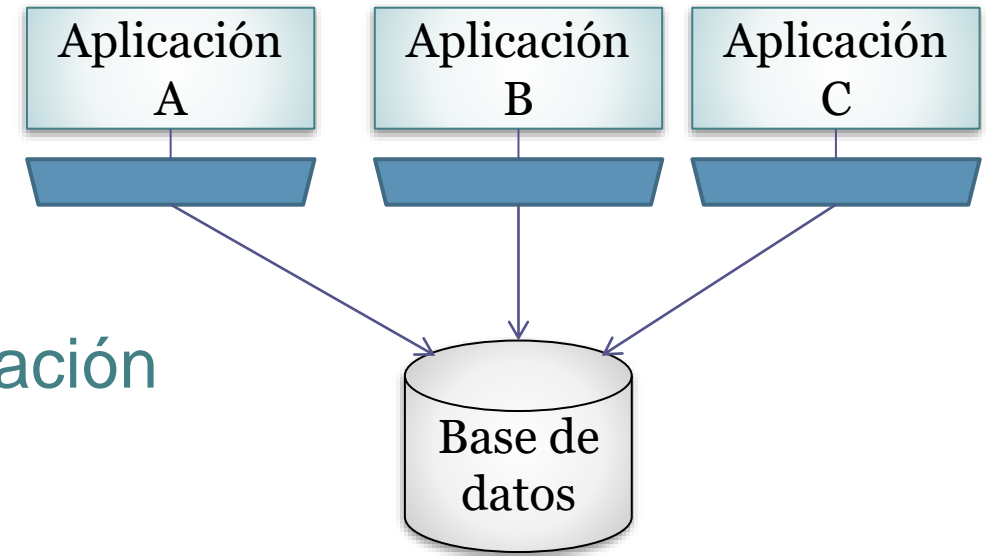 Aplicación
A
Aplicación
B
Aplicación
C
ación
Base de
datos